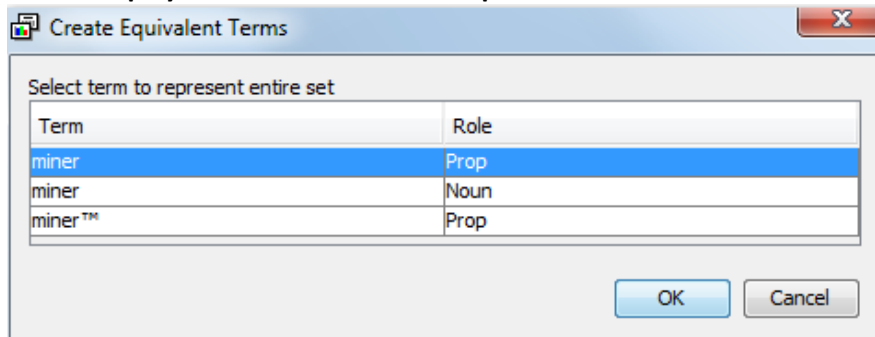 Create Equivalent Terms
Select term to represent entire set
Term Role
miner Prop
miner Noun
miner™ Prop
OK Cancel